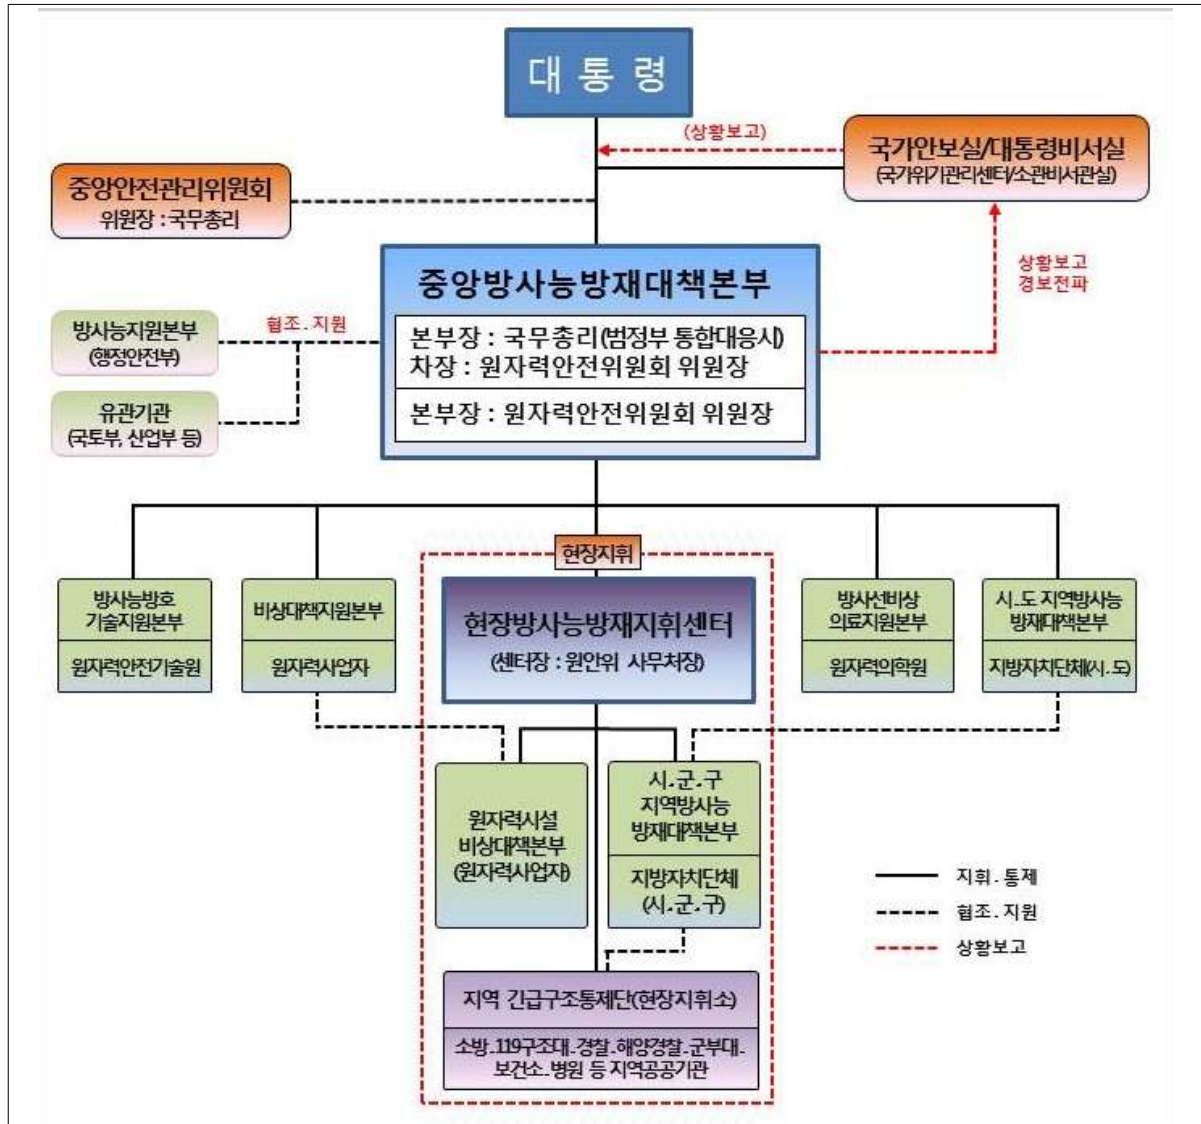 대 통 령
(상황보고)
국가안보실/대통령비서실
(국가위기관리센터/소관비서관실)
중앙안전관리위원회
위원장 : 국무총리
상황보고
경보전파
중앙방사능방재대책본부
본부장 : 국무총리(범정부 통합대응시)
차장 : 원자력안전위원회 위원장
본부장 : 원자력안전위원회 위원장
방사능지원본부
(행정안전부)
협조.지원
유관기관
(국토부, 산업부 등)
현장지휘
방사능방호
기술지원본부
원자력안전기술원
비상대책지원본부
원자력사업자
현장방사능방재지휘센터
(센터장 : 원안위 사무처장)
방사선비상
의료지원본부
원자력의학원
시.도 지역방사능
방재대책본부
지방자치단체(시.도)
원자력시설
비상대책본부
(원자력사업자)
시.군.구
지역방사능
방재대책본부
지방자치단체
(시.군.구)
지휘.통제
협조.지원
상황보고
지역 긴급구조통제단(현장지휘소)
소방.119구조대.경찰.해양경찰.군부대.
보건소.병원 등 지역공공기관